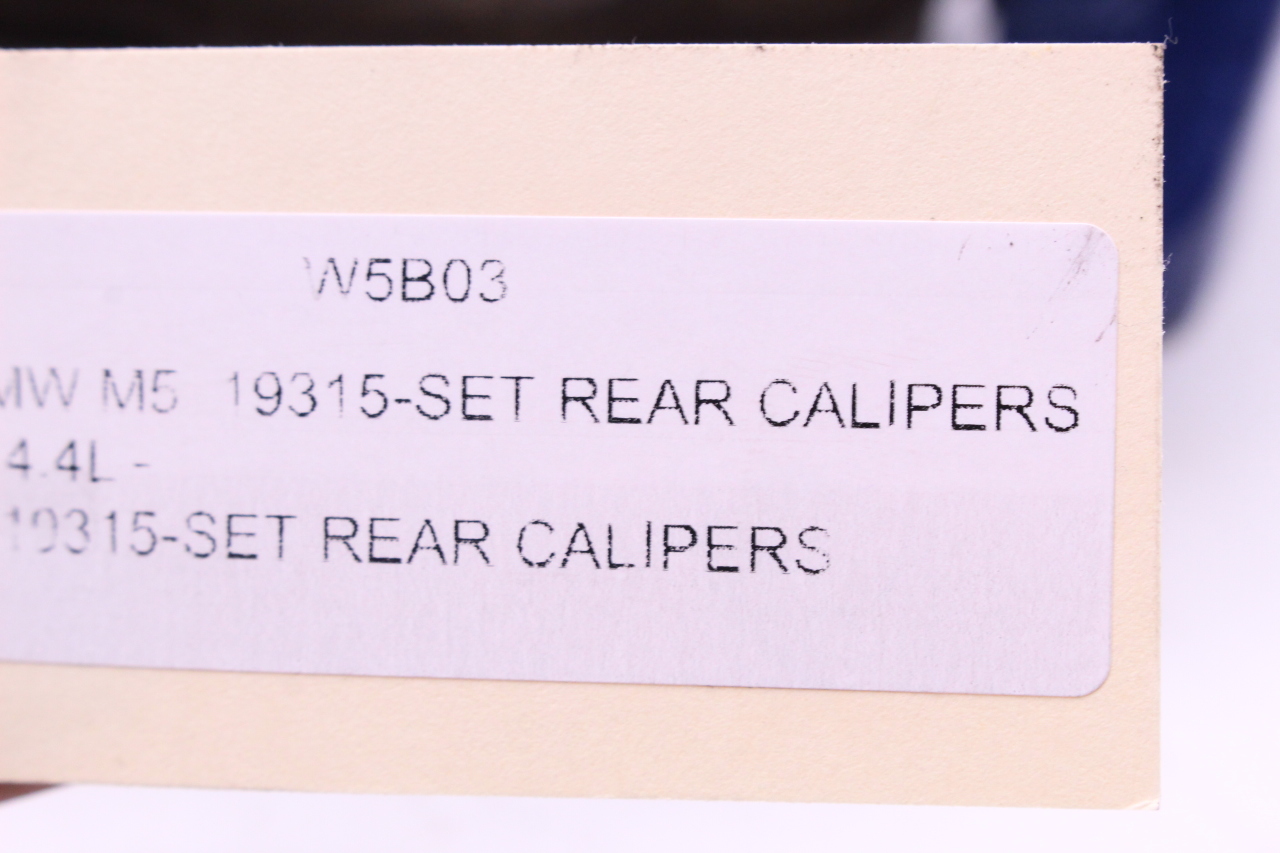 W5B03
MW M5 19315-SET REAR CALIPERS
4.4L -
19315-SET REAR CALIPERS